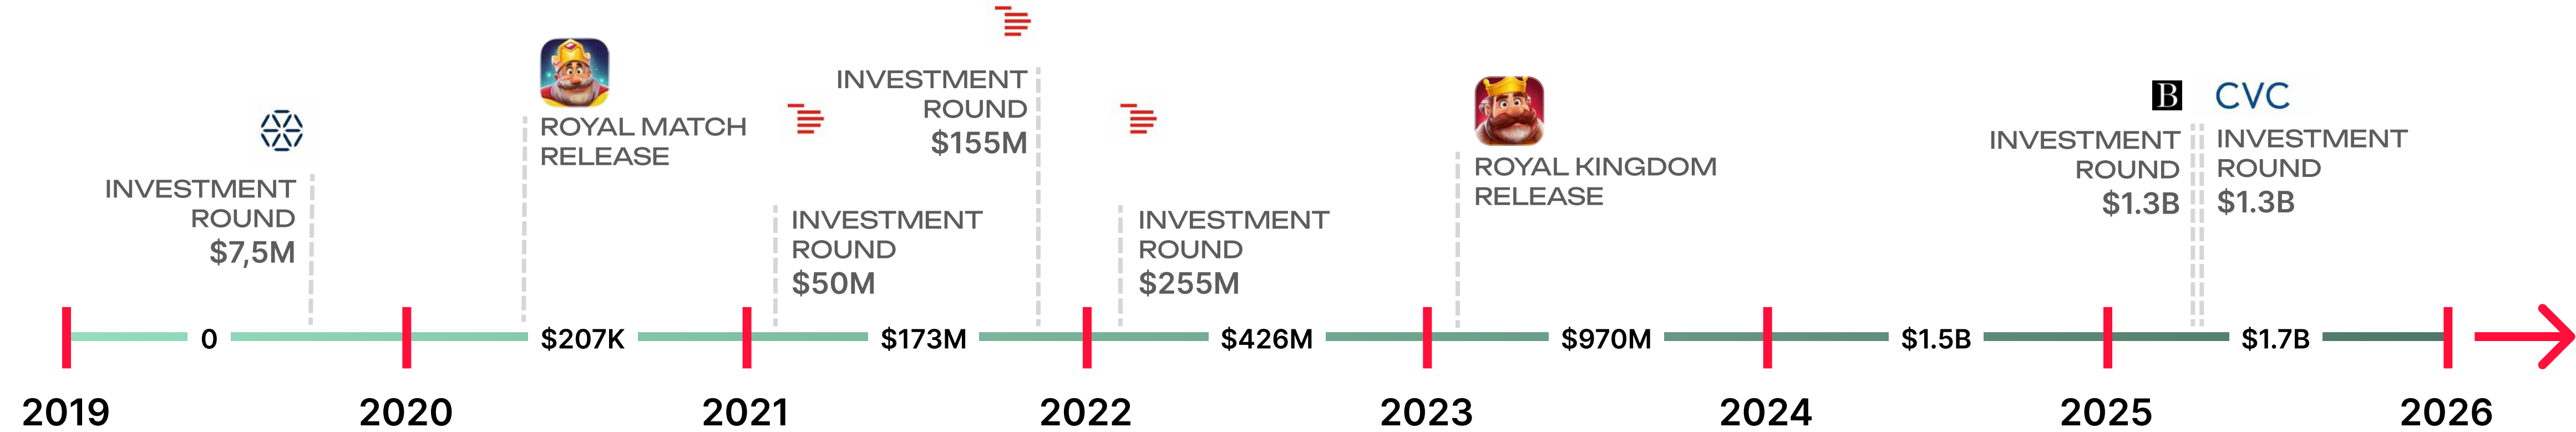 INVESTMENT
ROUND
$7,5M
ROYAL MATCH
RELEASE
INVESTMENT
ROUND
$50M
INVESTMENT
ROUND
$155M
INVESTMENT
ROUND
$255M
ROYAL KINGDOM
RELEASE
B
INVESTMENT
ROUND
$1.3B
CVC
INVESTMENT
ROUND
$1.3B
0
$207K
$173M
$426M
$970M
$1.5B
$1.7B
2019
2020
2021
2022
2023
2024
2025
2026